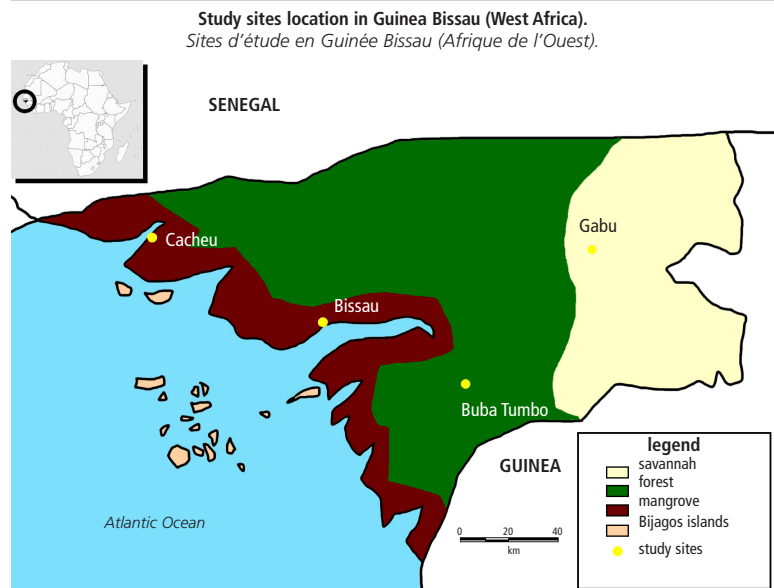 Study sites location in Guinea Bissau (West Africa).
Sites d'étude en Guinée Bissau (Afrique de l'Ouest).
SENEGAL
Gabu
Cacheu
Bissau
Buba Tumbo
GUINEA
Atlantic Ocean
0 20 40
km
legend
savannah
forest
mangrove
Bijagos islands
study sites